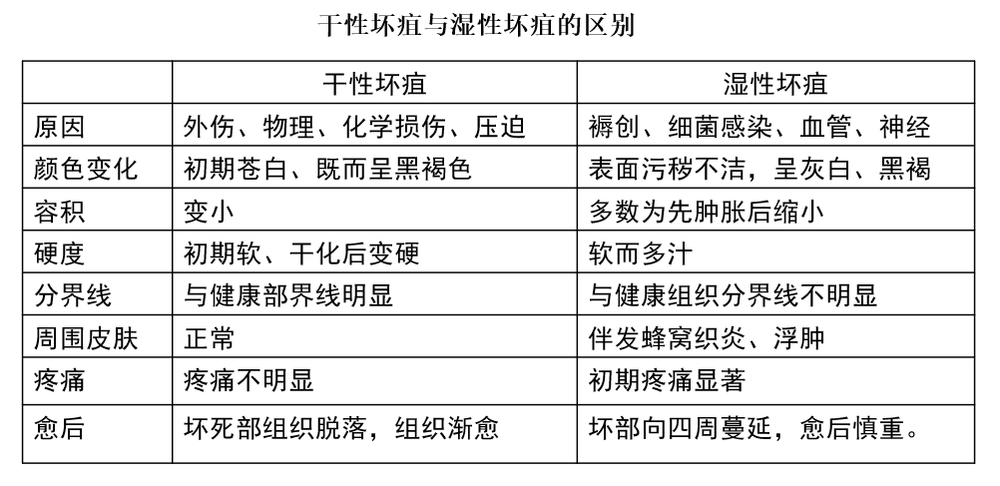 干性坏疽与湿性坏疽的区别
干性坏疽 湿性坏疽
原因 外伤、物理、化学损伤、压迫 褥创、细菌感染、血管、神经
颜色变化 初期苍白、既而呈黑褐色 表面污秽不洁，呈灰白、黑褐
容积 变小 多数为先肿胀后缩小
硬度 初期软、干化后变硬 软而多汁
分界线 与健康部界线明显 与健康组织分界线不明显
周围皮肤 正常 伴发蜂窝织炎、浮肿
疼痛 疼痛不明显 初期疼痛显著
愈后 坏死部组织脱落，组织渐愈 坏部向四周蔓延，愈后慎重。